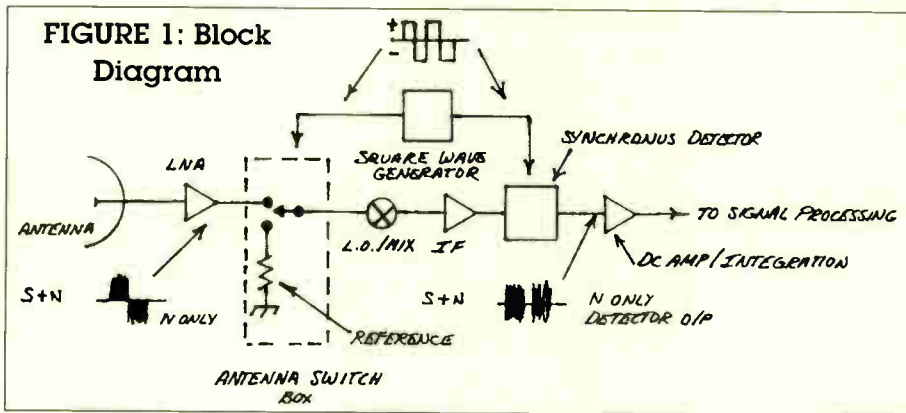 FIGURE 1: Block
Diagram
+
-
SQUARE WAVE
GENERATOR
SYNCHRONUS DETECTOR
LNA
ANTENNA
L.O./MIX
IF
TO SIGNAL PROCESSING
DC AMP/INTEGRATION
S+N
N ONLY
REFERENCE
S+N
N ONLY
DETECTOR O/P
ANTENNA SWITCH
BOX